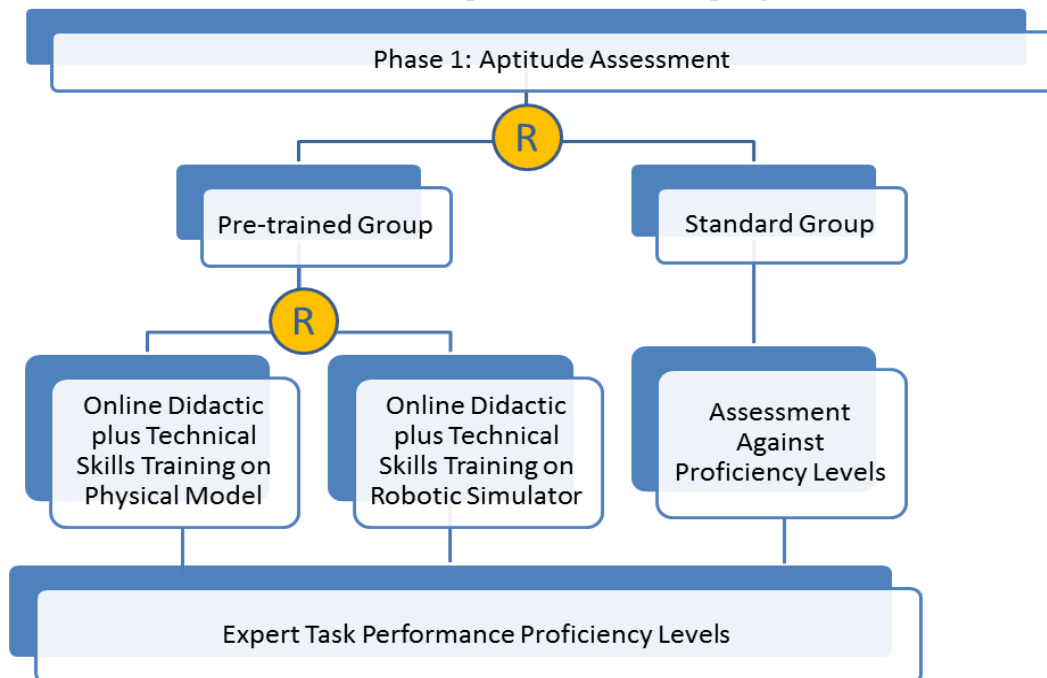 Phase 1: Aptitude Assessment
R
Pre-trained Group
Standard Group
R
Online Didactic
plus Technical
Skills Training on
Physical Model
Online Didactic
plus Technical
Skills Training on
Robotic Simulator
Assessment
Against
Proficiency Levels
Expert Task Performance Proficiency Levels